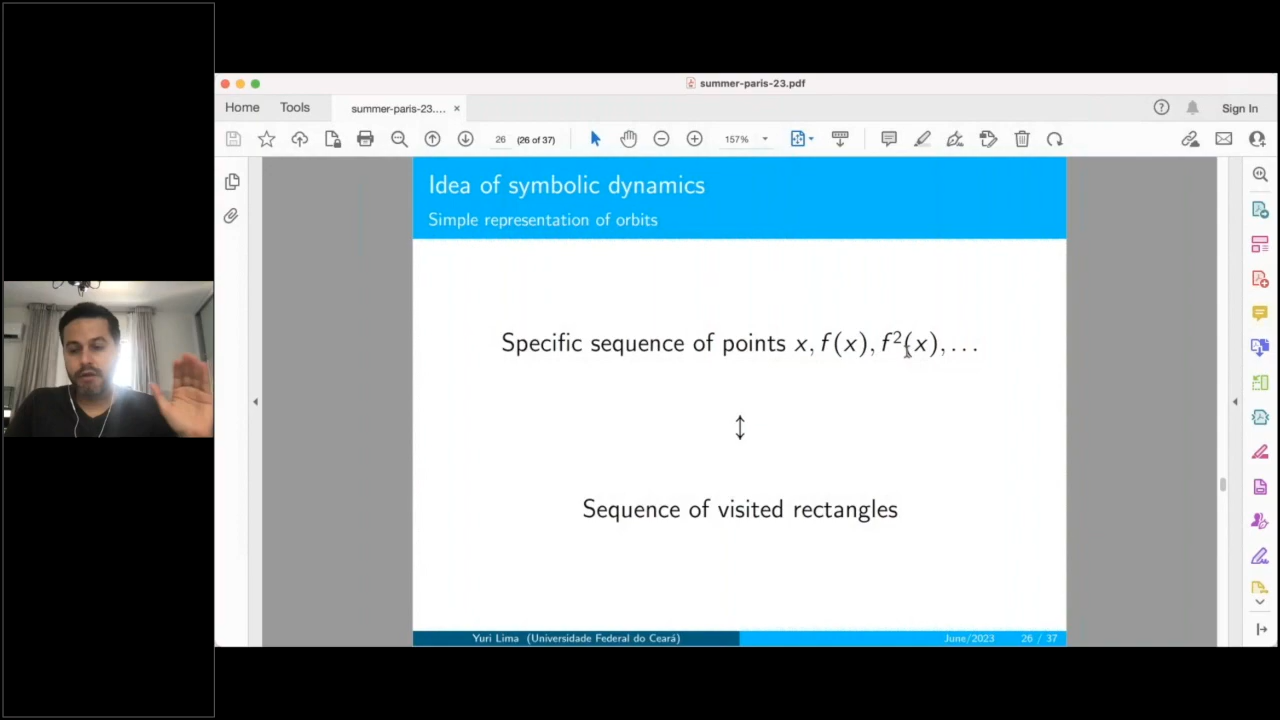 summer-paris-23.pdf
Home Tools summer-paris-23.... × Sign In
26 (26 of 37) 157%
Idea of symbolic dynamics
Simple representation of orbits
Specific sequence of points x, f(x), f²(x), ...
↕
Sequence of visited rectangles
Yuri Lima (Universidade Federal do Ceará) June/2023 26 / 37